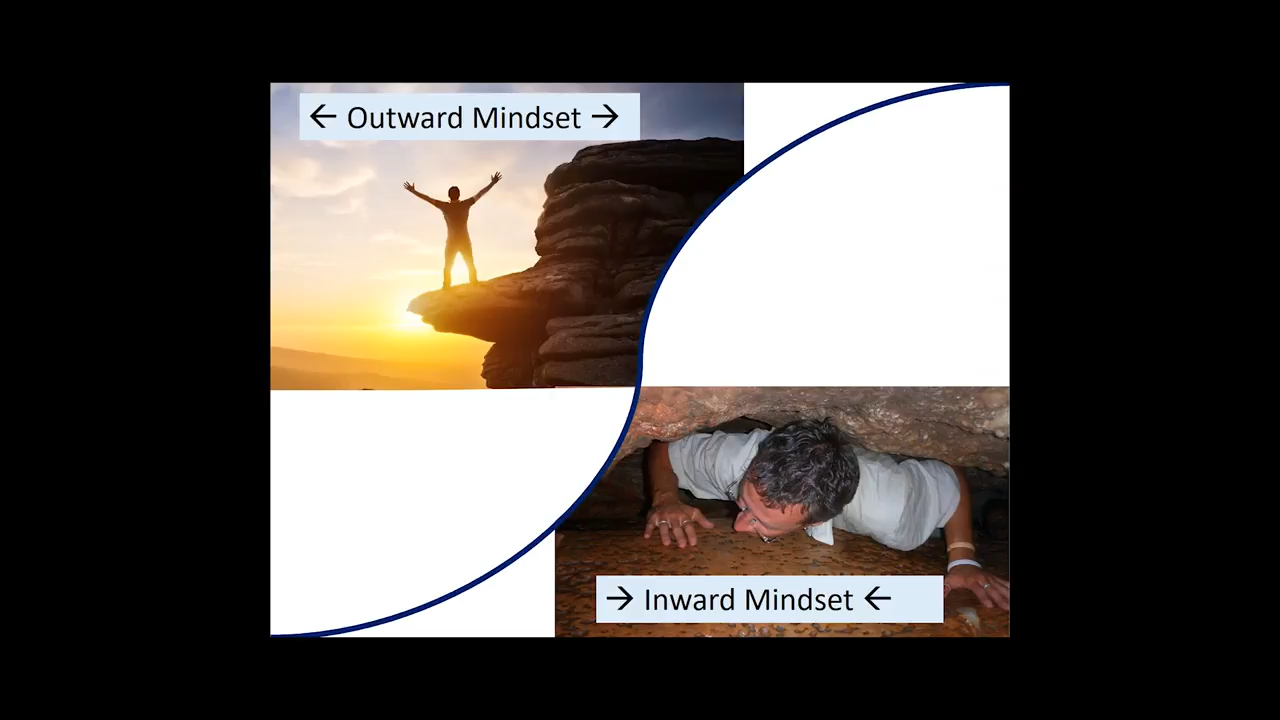 ← Outward Mindset →
→ Inward Mindset ←